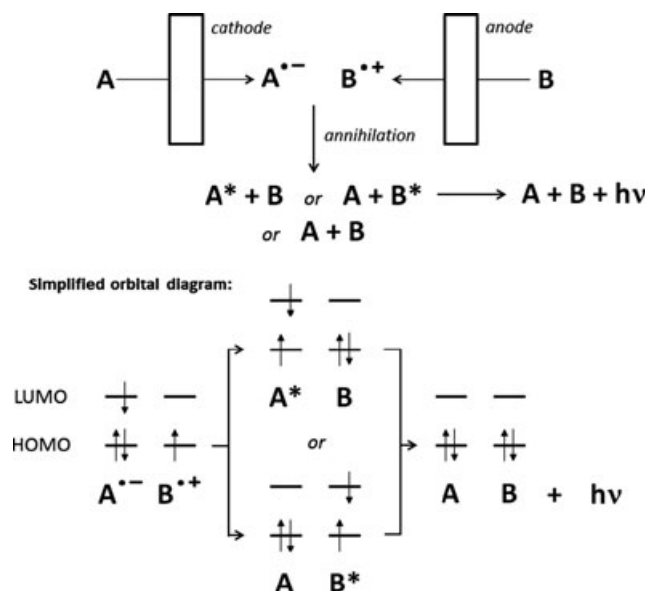 cathode anode
A A•− B•+ B
annihilation
A* + B or A + B* A + B + hν
or A + B
Simplified orbital diagram:
A* B
LUMO
HOMO or
A•− B•+ A B + hν
A B*